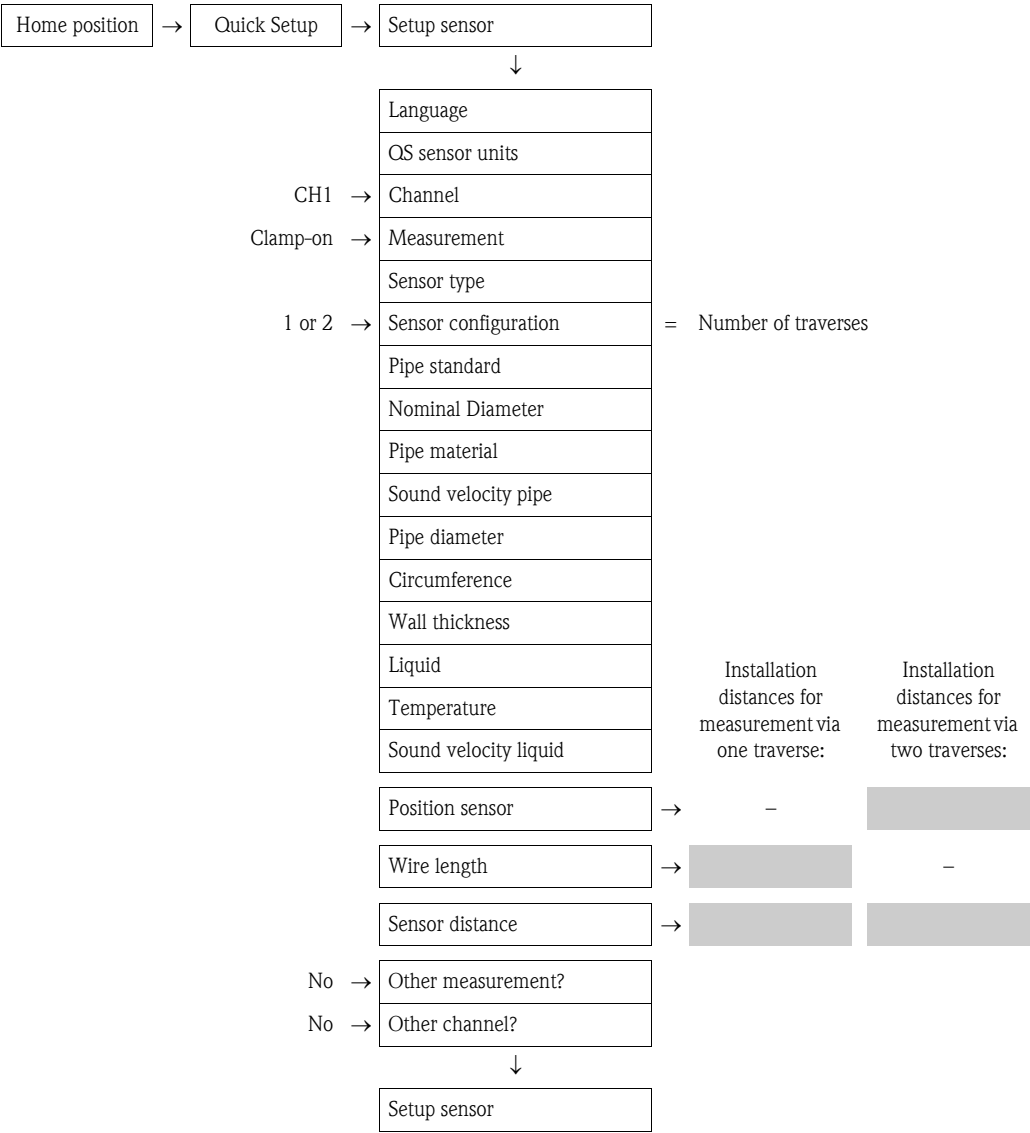 Home position → Quick Setup → Setup sensor
↓
Language
QS sensor units
CH1 → Channel
Clamp-on → Measurement
Sensor type
1 or 2 → Sensor configuration = Number of traverses
Pipe standard
Nominal Diameter
Pipe material
Sound velocity pipe
Pipe diameter
Circumference
Wall thickness
Liquid
Temperature
Sound velocity liquid
Installation
distances for
measurement via
one traverse:
Installation
distances for
measurement via
two traverses:
Position sensor → –
Wire length → –
Sensor distance →
No → Other measurement?
No → Other channel?
↓
Setup sensor